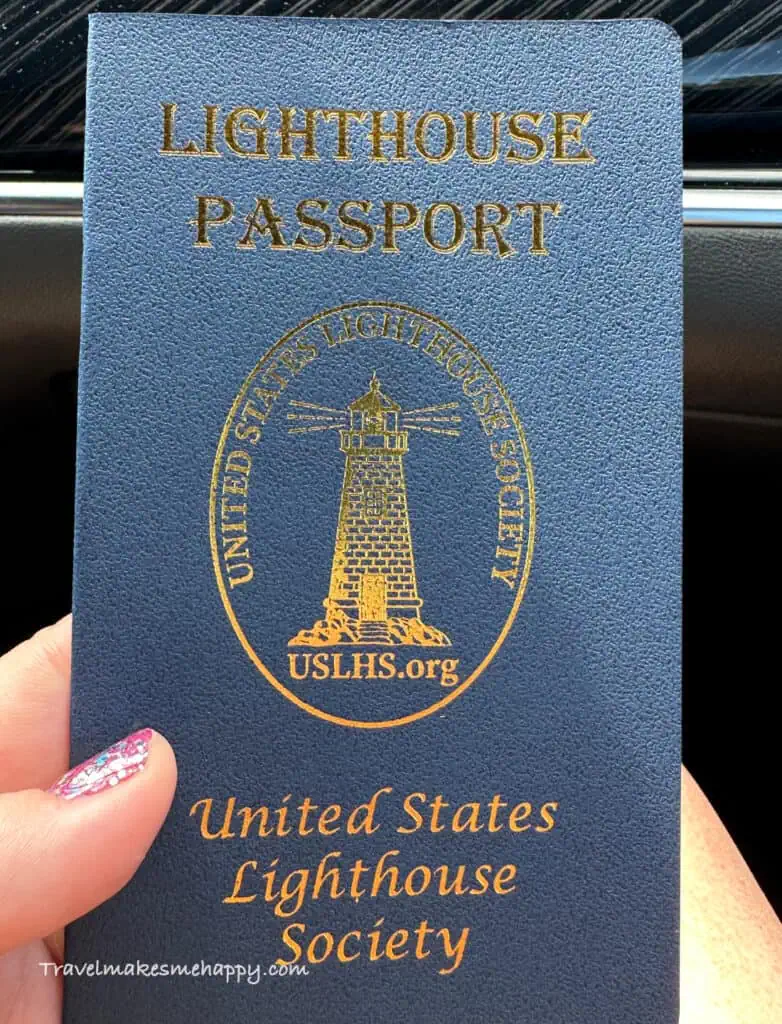 LIGHTHOUSE
PASSPORT
UNITED STATES LIGHTHOUSE SOCIETY
USLHS.org
United States
Lighthouse
Society
Travelmakesmehappy.com